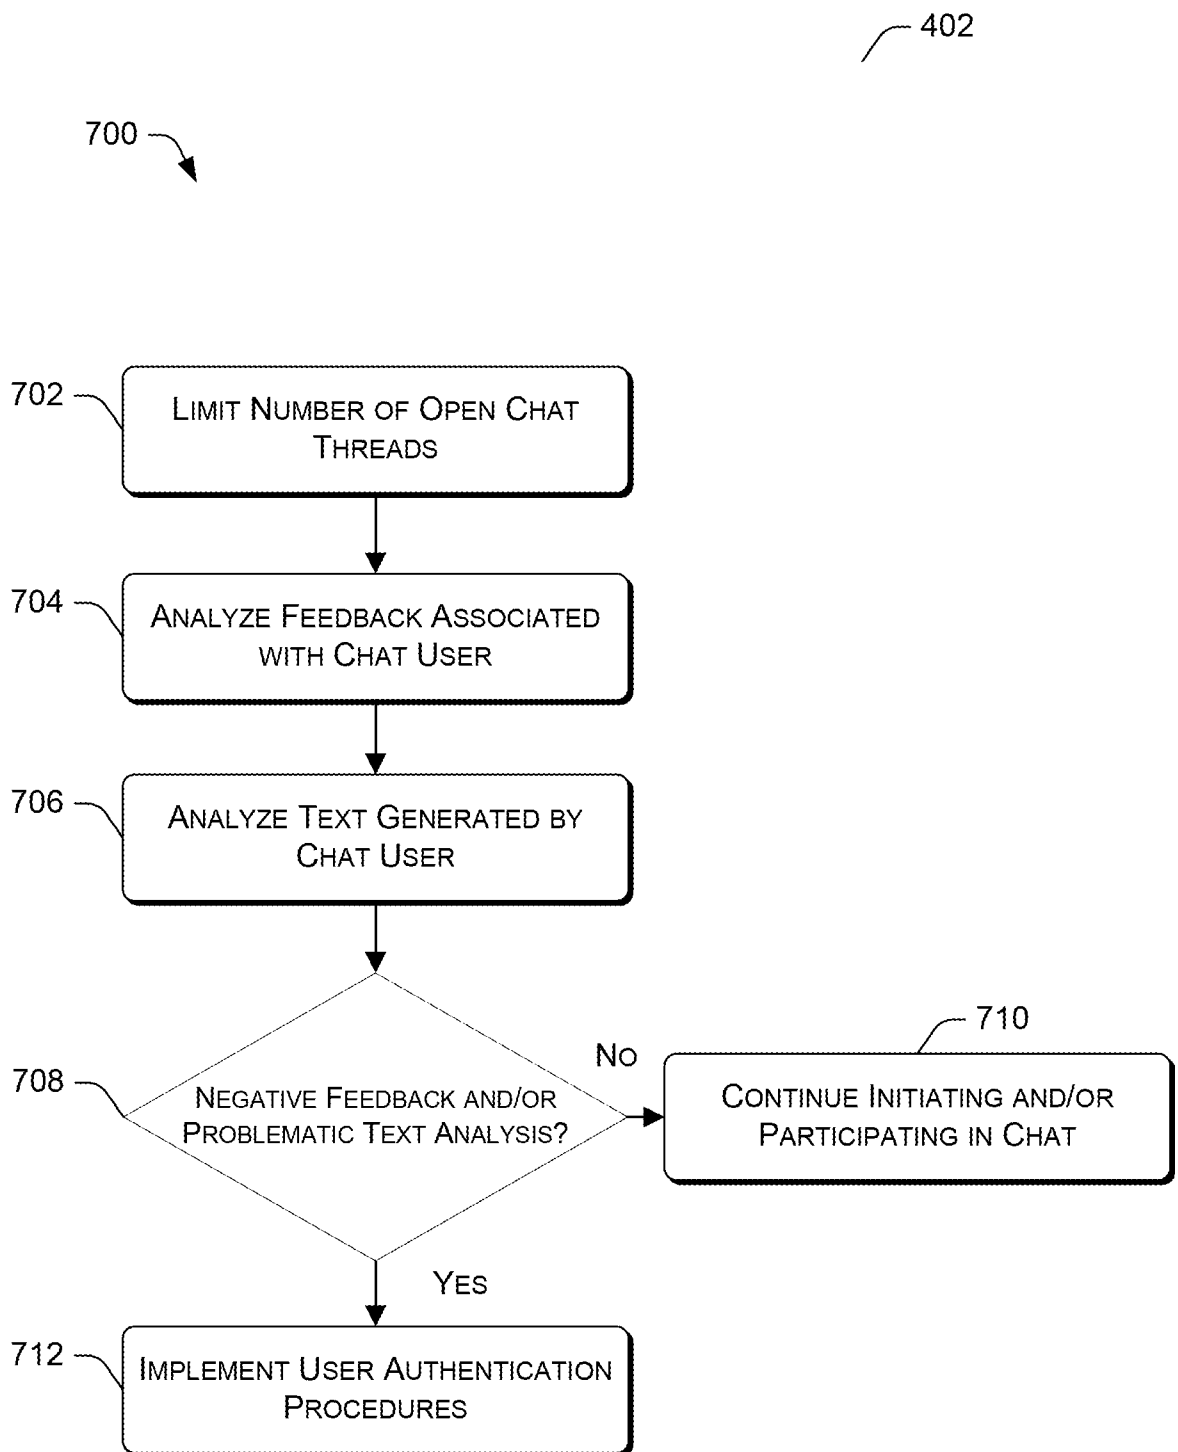 402
700
702
LIMIT NUMBER OF OPEN CHAT
THREADS
704
ANALYZE FEEDBACK ASSOCIATED
WITH CHAT USER
706
ANALYZE TEXT GENERATED BY
CHAT USER
708
NEGATIVE FEEDBACK AND/OR
PROBLEMATIC TEXT ANALYSIS?
NO
710
CONTINUE INITIATING AND/OR
PARTICIPATING IN CHAT
YES
712
IMPLEMENT USER AUTHENTICATION
PROCEDURES